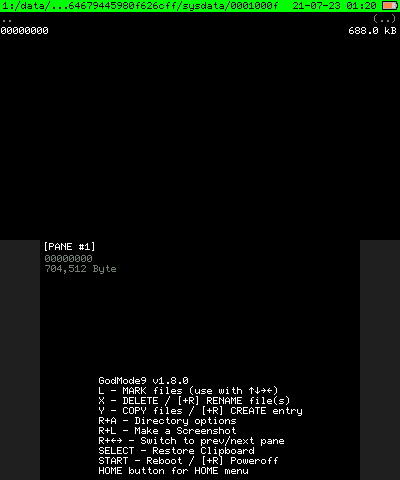 1:/data/...64679445980f626cff/sysdata/0001000f 21-07-23 01:20
.. (..)
00000000 688.0 kB
[PANE #1]
00000000
704,512 Byte
GodMode9 v1.8.0
L - MARK files (use with ↑↓→←)
X - DELETE / [+R] RENAME file(s)
Y - COPY files / [+R] CREATE entry
R+A - Directory options
R+L - Make a Screenshot
R+←→ - Switch to prev/next pane
SELECT - Restore Clipboard
START - Reboot / [+R] Poweroff
HOME button for HOME menu